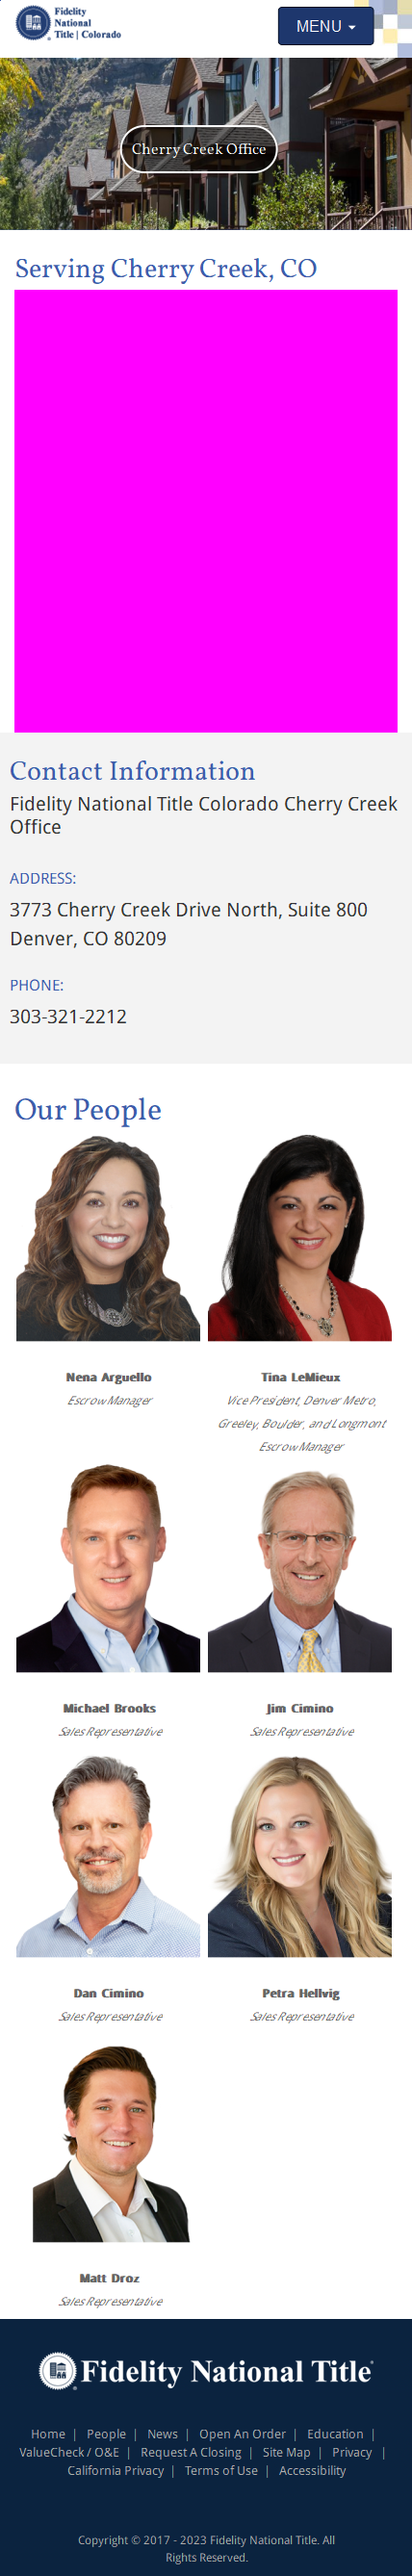 Fidelity
National
Title | Colorado
MENU
Cherry Creek Office
Serving Cherry Creek, CO
Contact Information
Fidelity National Title Colorado Cherry Creek
Office
ADDRESS:
3773 Cherry Creek Drive North, Suite 800
Denver, CO 80209
PHONE:
303-321-2212
Our People
Nena Arguello
Escrow Manager
Tina LeMieux
Vice President, Denver Metro,
Greeley, Boulder, and Longmont
Escrow Manager
Michael Brooks
Sales Representative
Jim Cimino
Sales Representative
Dan Cimino
Sales Representative
Petra Hellvig
Sales Representative
Matt Droz
Sales Representative
Fidelity National Title®
Home | People | News | Open An Order | Education |
ValueCheck / O&E | Request A Closing | Site Map | Privacy |
California Privacy | Terms of Use | Accessibility
Copyright © 2017 - 2023 Fidelity National Title. All
Rights Reserved.